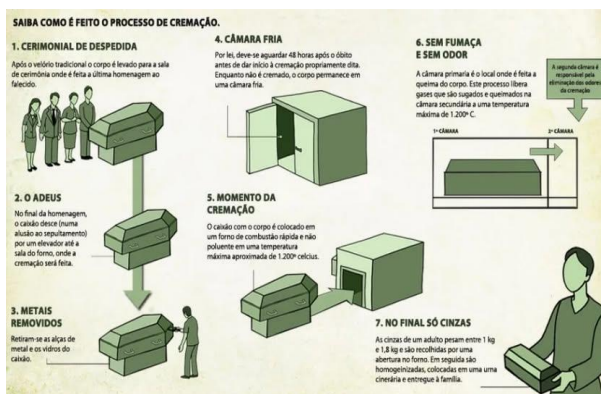 SAIBA COMO É FEITO O PROCESSO DE CREMAÇÃO.
1. CERIMONIAL DE DESPEDIDA
Após o velório tradicional o corpo é levado para a sala
de cerimônia onde é feita a última homenagem ao
falecido.
2. O ADEUS
No final da homenagem,
o caixão desce (numa
alusão ao sepultamento)
por um elevador até a
sala do forno, onde a
cremação será feita.
3. METAIS
REMOVIDOS
Retiram-se as alças de
metal e os vidros do
caixão.
4. CÂMARA FRIA
Por lei, deve-se aguardar 48 horas após o óbito
antes de dar início à cremação propriamente dita.
Enquanto não é cremado, o corpo permanece em
uma câmara fria.
5. MOMENTO DA
CREMAÇÃO
O caixão com o corpo é colocado em
um forno de combustão rápida e não
poluente em uma temperatura
máxima aproximada de 1.200º celcius.
6. SEM FUMAÇA
E SEM ODOR
A câmara primaria é o local onde é feita a
queima do corpo. Este processo libera
gases que são sugados e queimados na
câmara secundária a uma temperatura
máxima de 1.200º C.
A segunda câmara é
responsável pela
eliminação dos odores
da cremação
1ª CÂMARA
2ª CÂMARA
7. NO FINAL SÓ CINZAS
As cinzas de um adulto pesam entre 1 kg
e 1,8 kg e são recolhidas por uma
abertura no forno. Em seguida são
homogeinizadas, colocadas em uma urna
cinerária e entregue à família.